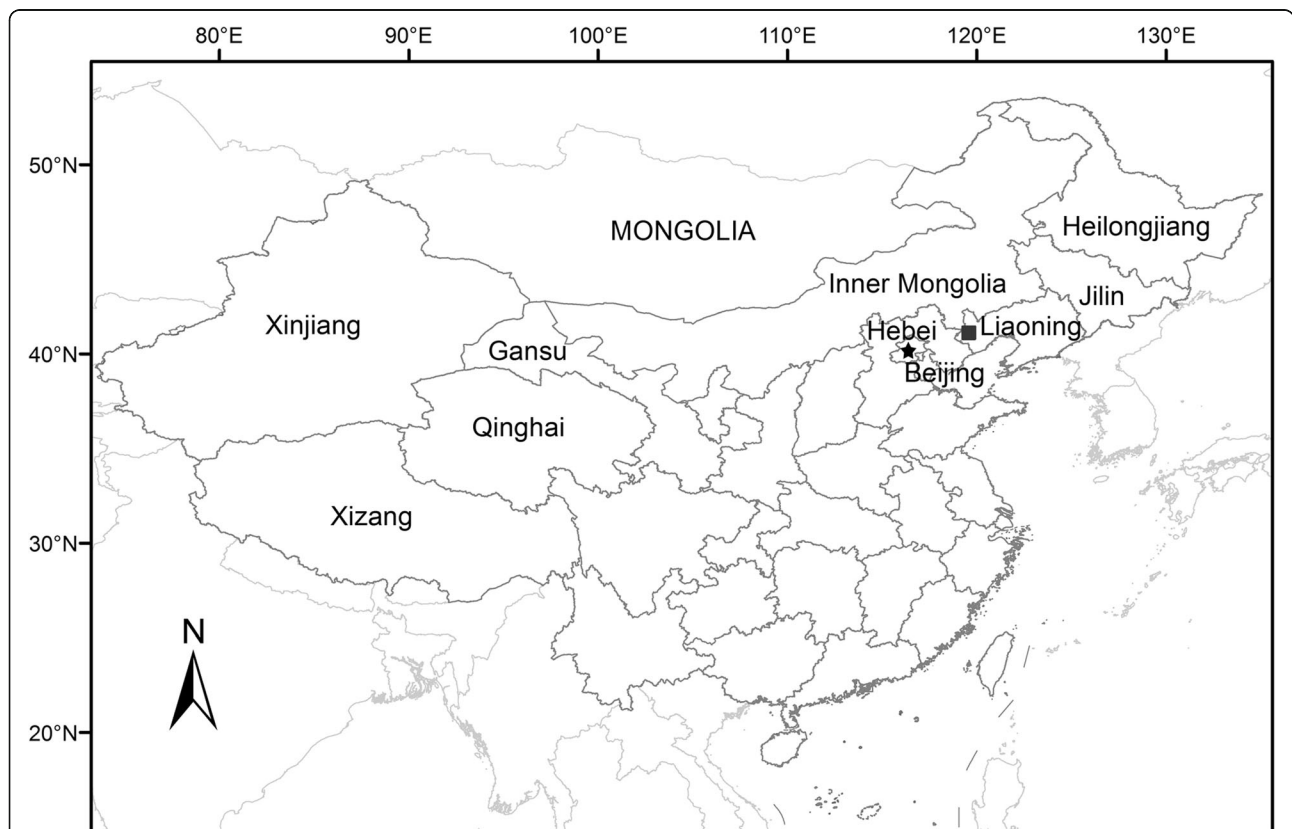 80°E 90°E 100°E 110°E 120°E 130°E
50°N
MONGOLIA
Heilongjiang
Inner Mongolia
Jilin
Xinjiang
Hebei
Liaoning
Gansu
40°N
Beijing
Qinghai
Xizang
30°N
N
20°N